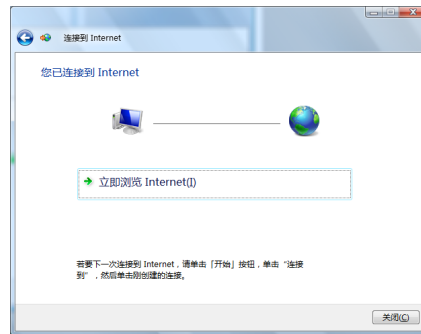 连接到 Internet
您已连接到 Internet
立即浏览 Internet(I)
若要下一次连接到 Internet，请单击「开始」按钮，单击“连接
到”，然后单击刚创建的连接。
关闭(C)